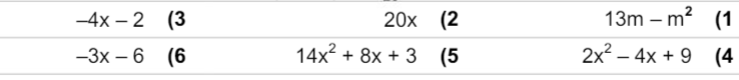 1) 13m – m² 2) 20x 3) –4x – 2
4) 2x² – 4x + 9 5) 14x² + 8x + 3 6) –3x – 6